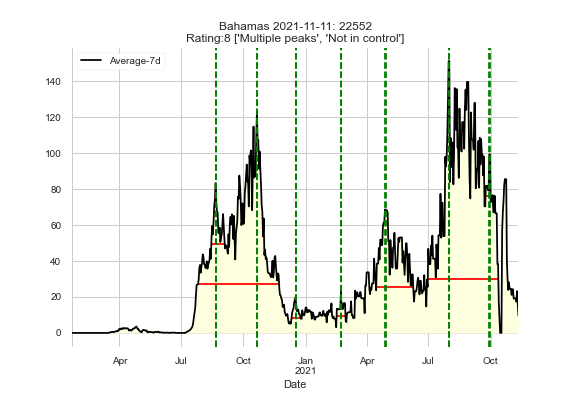 Bahamas 2021-11-11: 22552
Rating:8 ['Multiple peaks', 'Not in control']
Average-7d
140
120
100
80
60
40
20
0
Apr Jul Oct Jan Apr Jul Oct
2021
Date